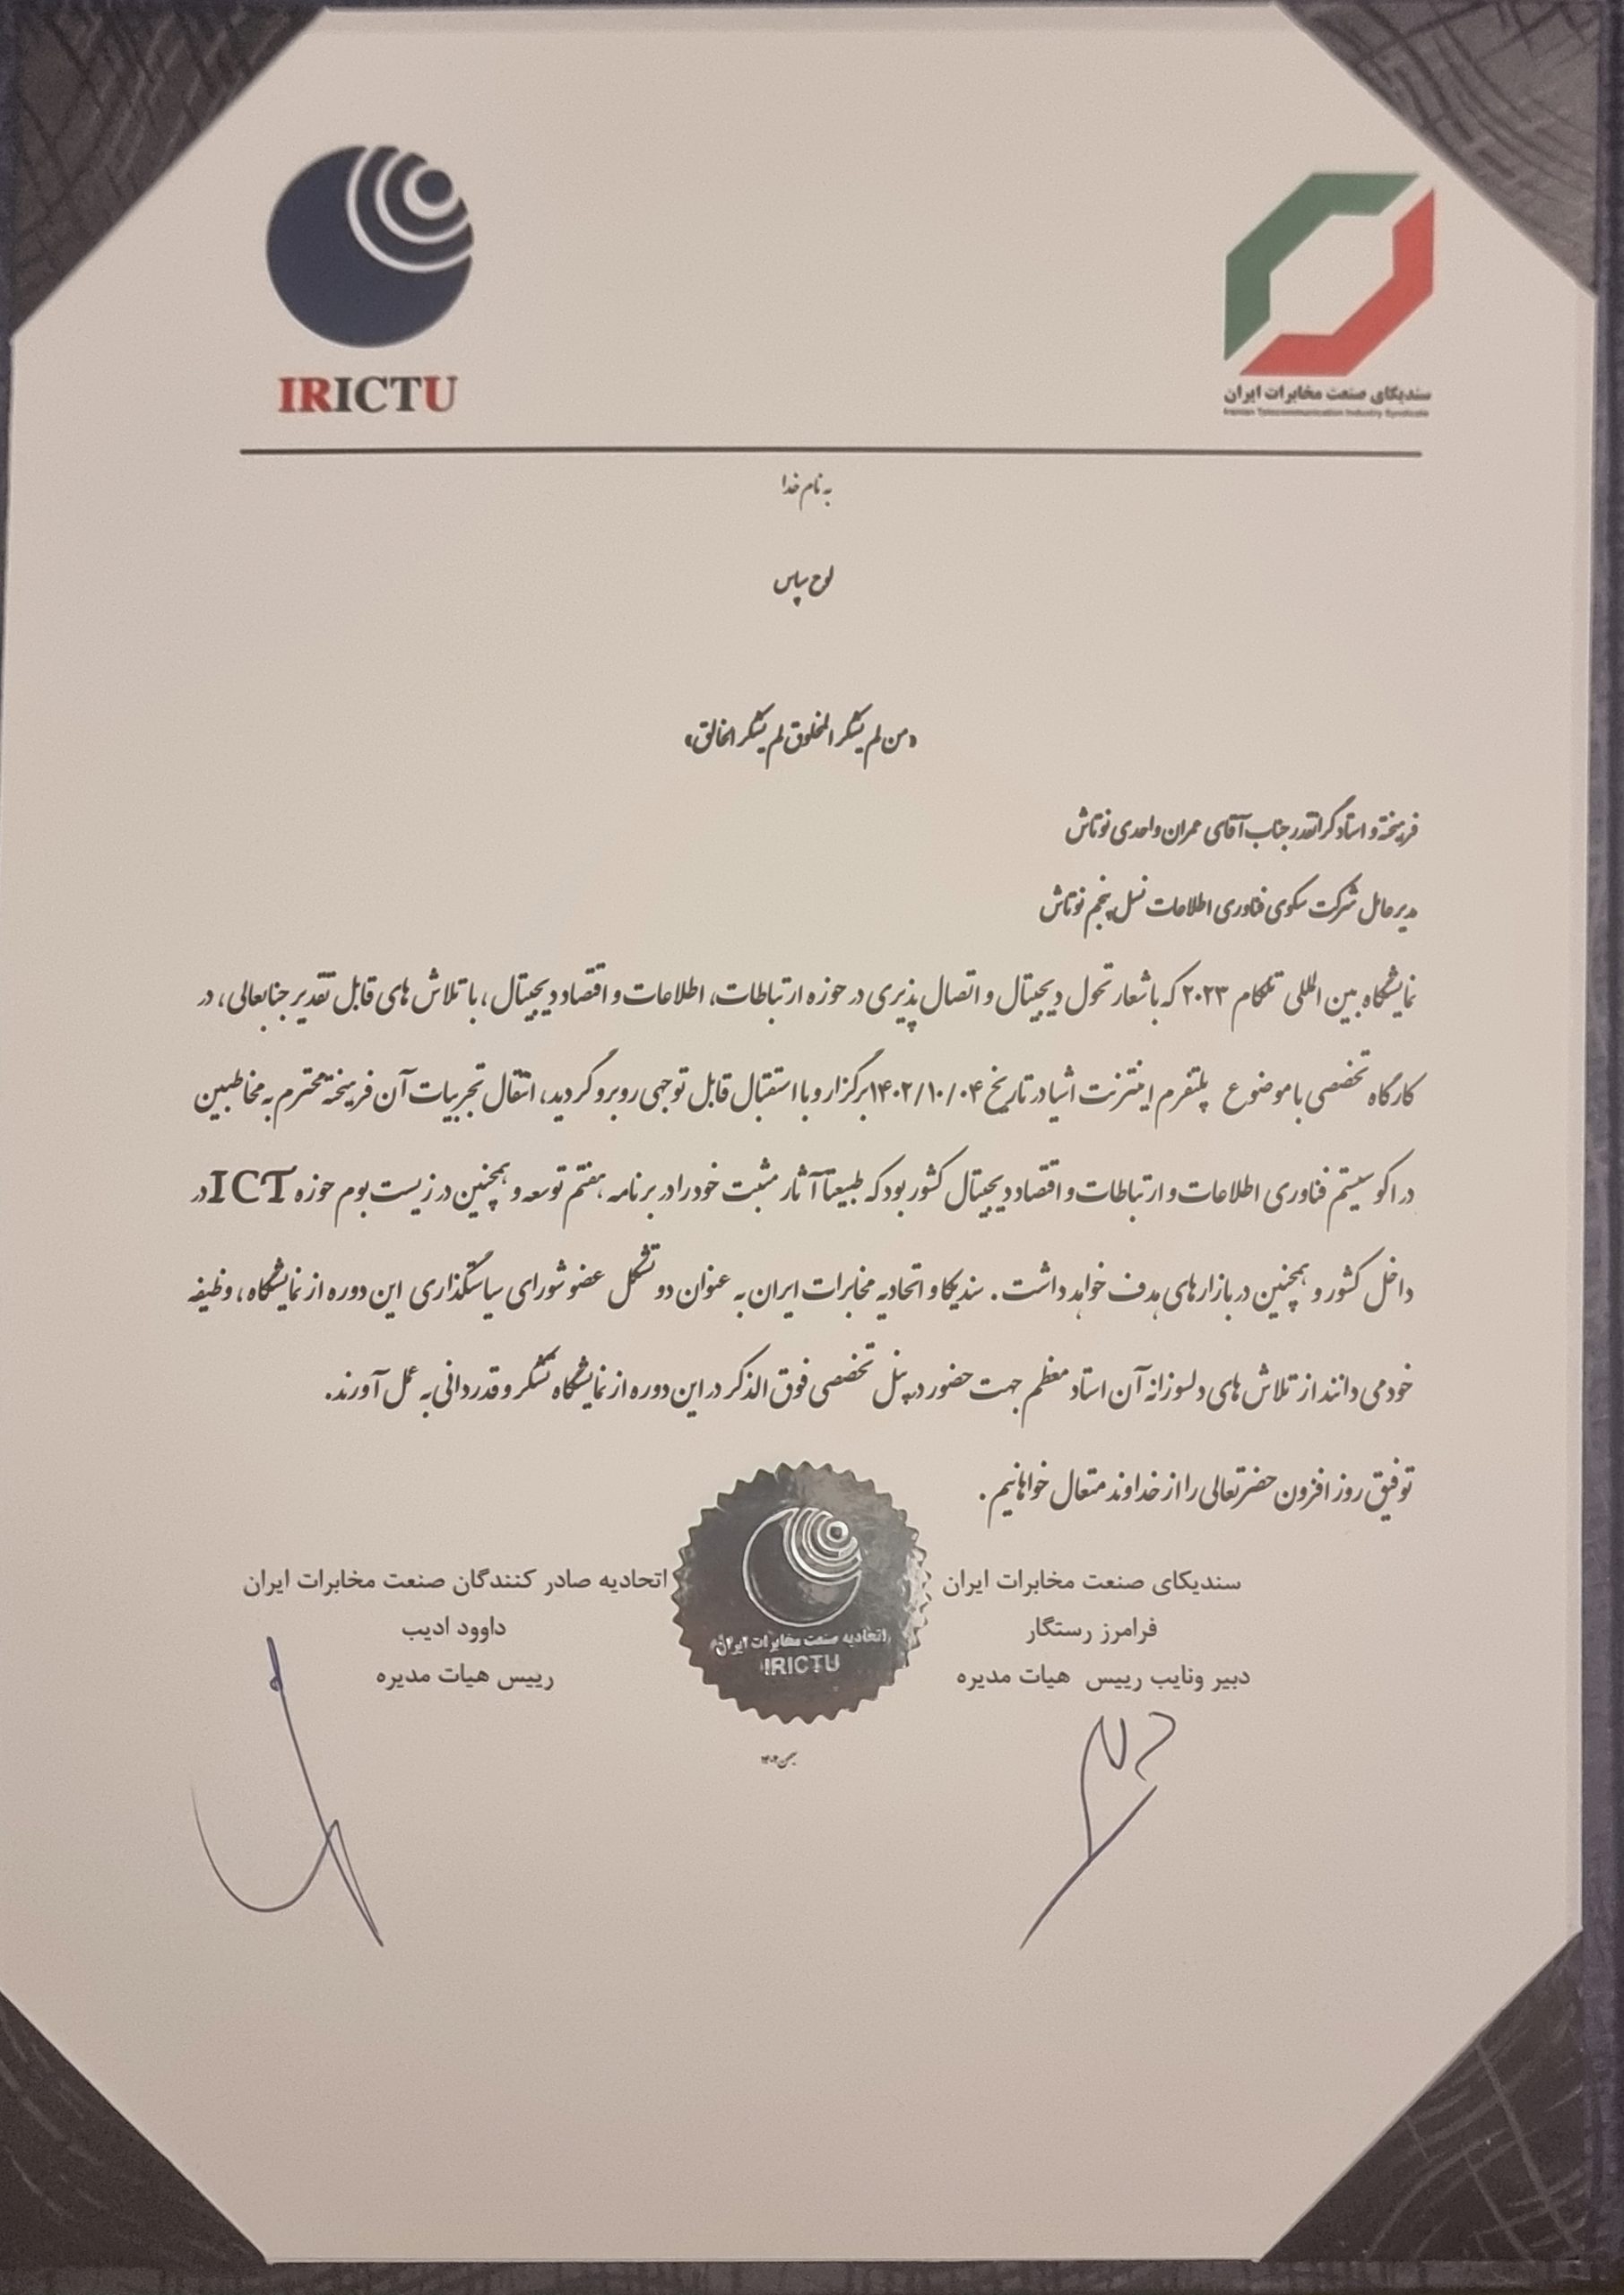 IRICTU
سندیکای صنعت مخابرات ایران
Iranian Telecommunication Industry Syndicate
به نام خدا
لوح سپاس
«من لم یشکر المخلوق لم یشکر الخالق»
فرهیخته و استاد گرانقدر جناب آقای عمران واحدی نوتاش
مدیرعامل شرکت سکوی فناوری اطلاعات نسل پنجم نوتاش
نمایشگاه بین المللی تلکام ۲۰۲۳ که با شعار تحول دیجیتال و اتصال پذیری در حوزه ارتباطات، اطلاعات و اقتصاد دیجیتال ، با تلاش های قابل تقدیر جنابعالی ، در
کارگاه تخصصی با موضوع پلتفرم اینترنت اشیا در تاریخ ۱۴۰۲/۱۰/۰۴ برگزار و با استقبال قابل توجهی روبرو گردید، انتقال تجربیات آن فرهیخته محترم به مخاطبین
در اکوسیستم فناوری اطلاعات و ارتباطات و اقتصاد دیجیتال کشور بود که طبیعتاً آثار مثبت خود را در برنامه هفتم توسعه و همچنین در زیست بوم حوزه ICT در
داخل کشور و همچنین در بازارهای هدف خواهد داشت . سندیکا و اتحادیه مخابرات ایران به عنوان دو تشکل عضو شورای سیاستگذاری این دوره از نمایشگاه ، وظیفه
خود می دانند از تلاش های دلسوزانه آن استاد معظم جهت حضور در پنل تخصصی فوق الذکر در این دوره از نمایشگاه تشکر و قدردانی به عمل آورند.
توفیق روز افزون حضرتعالی را از خداوند متعال خواهانیم .
سندیکای صنعت مخابرات ایران
فرامرز رستگار
دبیر ونایب رییس هیات مدیره
اتحادیه صادر کنندگان صنعت مخابرات ایران
داوود ادیب
رییس هیات مدیره
اتحادیه صنعت مخابرات ایران
IRICTU
بهمن ۱۴۰۲